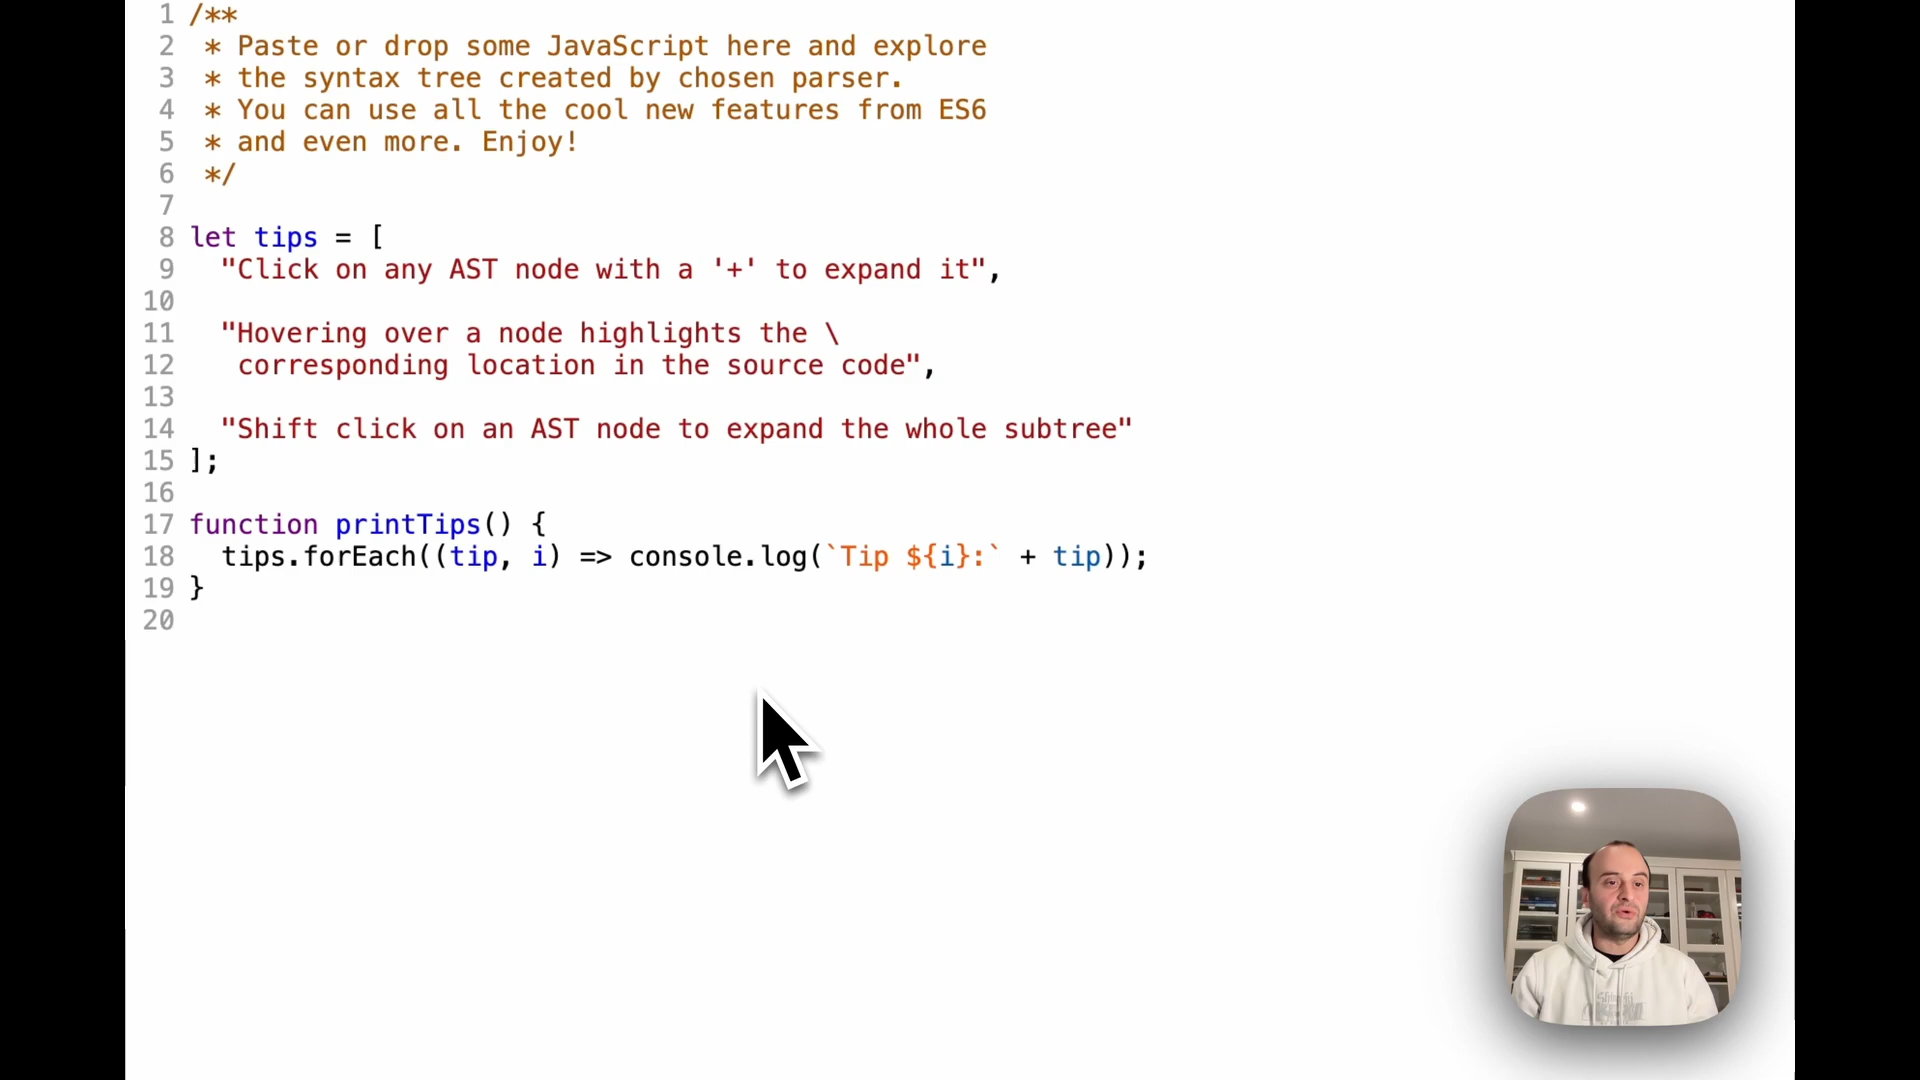 1 /**
2  * Paste or drop some JavaScript here and explore
3  * the syntax tree created by chosen parser.
4  * You can use all the cool new features from ES6
5  * and even more. Enjoy!
6  */
7
8 let tips = [
9   "Click on any AST node with a '+' to expand it",
10
11   "Hovering over a node highlights the \
12    corresponding location in the source code",
13
14   "Shift click on an AST node to expand the whole subtree"
15 ];
16
17 function printTips() {
18   tips.forEach((tip, i) => console.log(`Tip ${i}:` + tip));
19 }
20